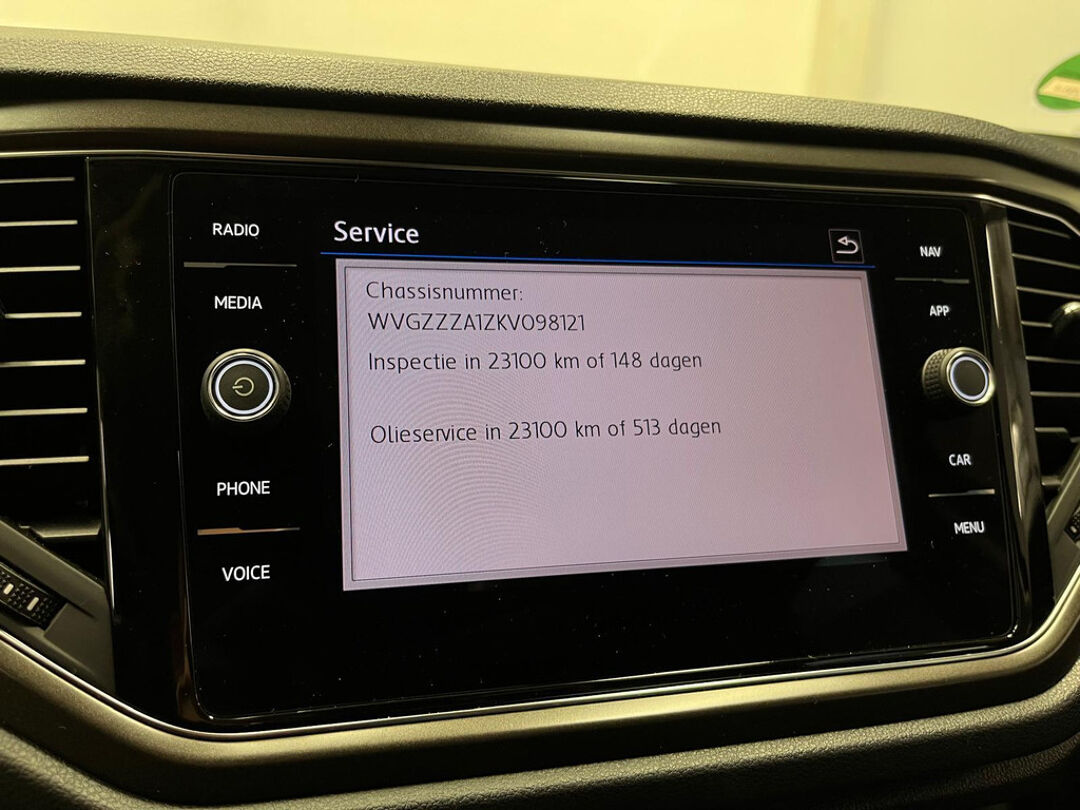 RADIO
MEDIA
PHONE
VOICE
Service
Chassisnummer:
WVGZZZA1ZKV098121
Inspectie in 23100 km of 148 dagen
Olieservice in 23100 km of 513 dagen
NAV
APP
CAR
MENU